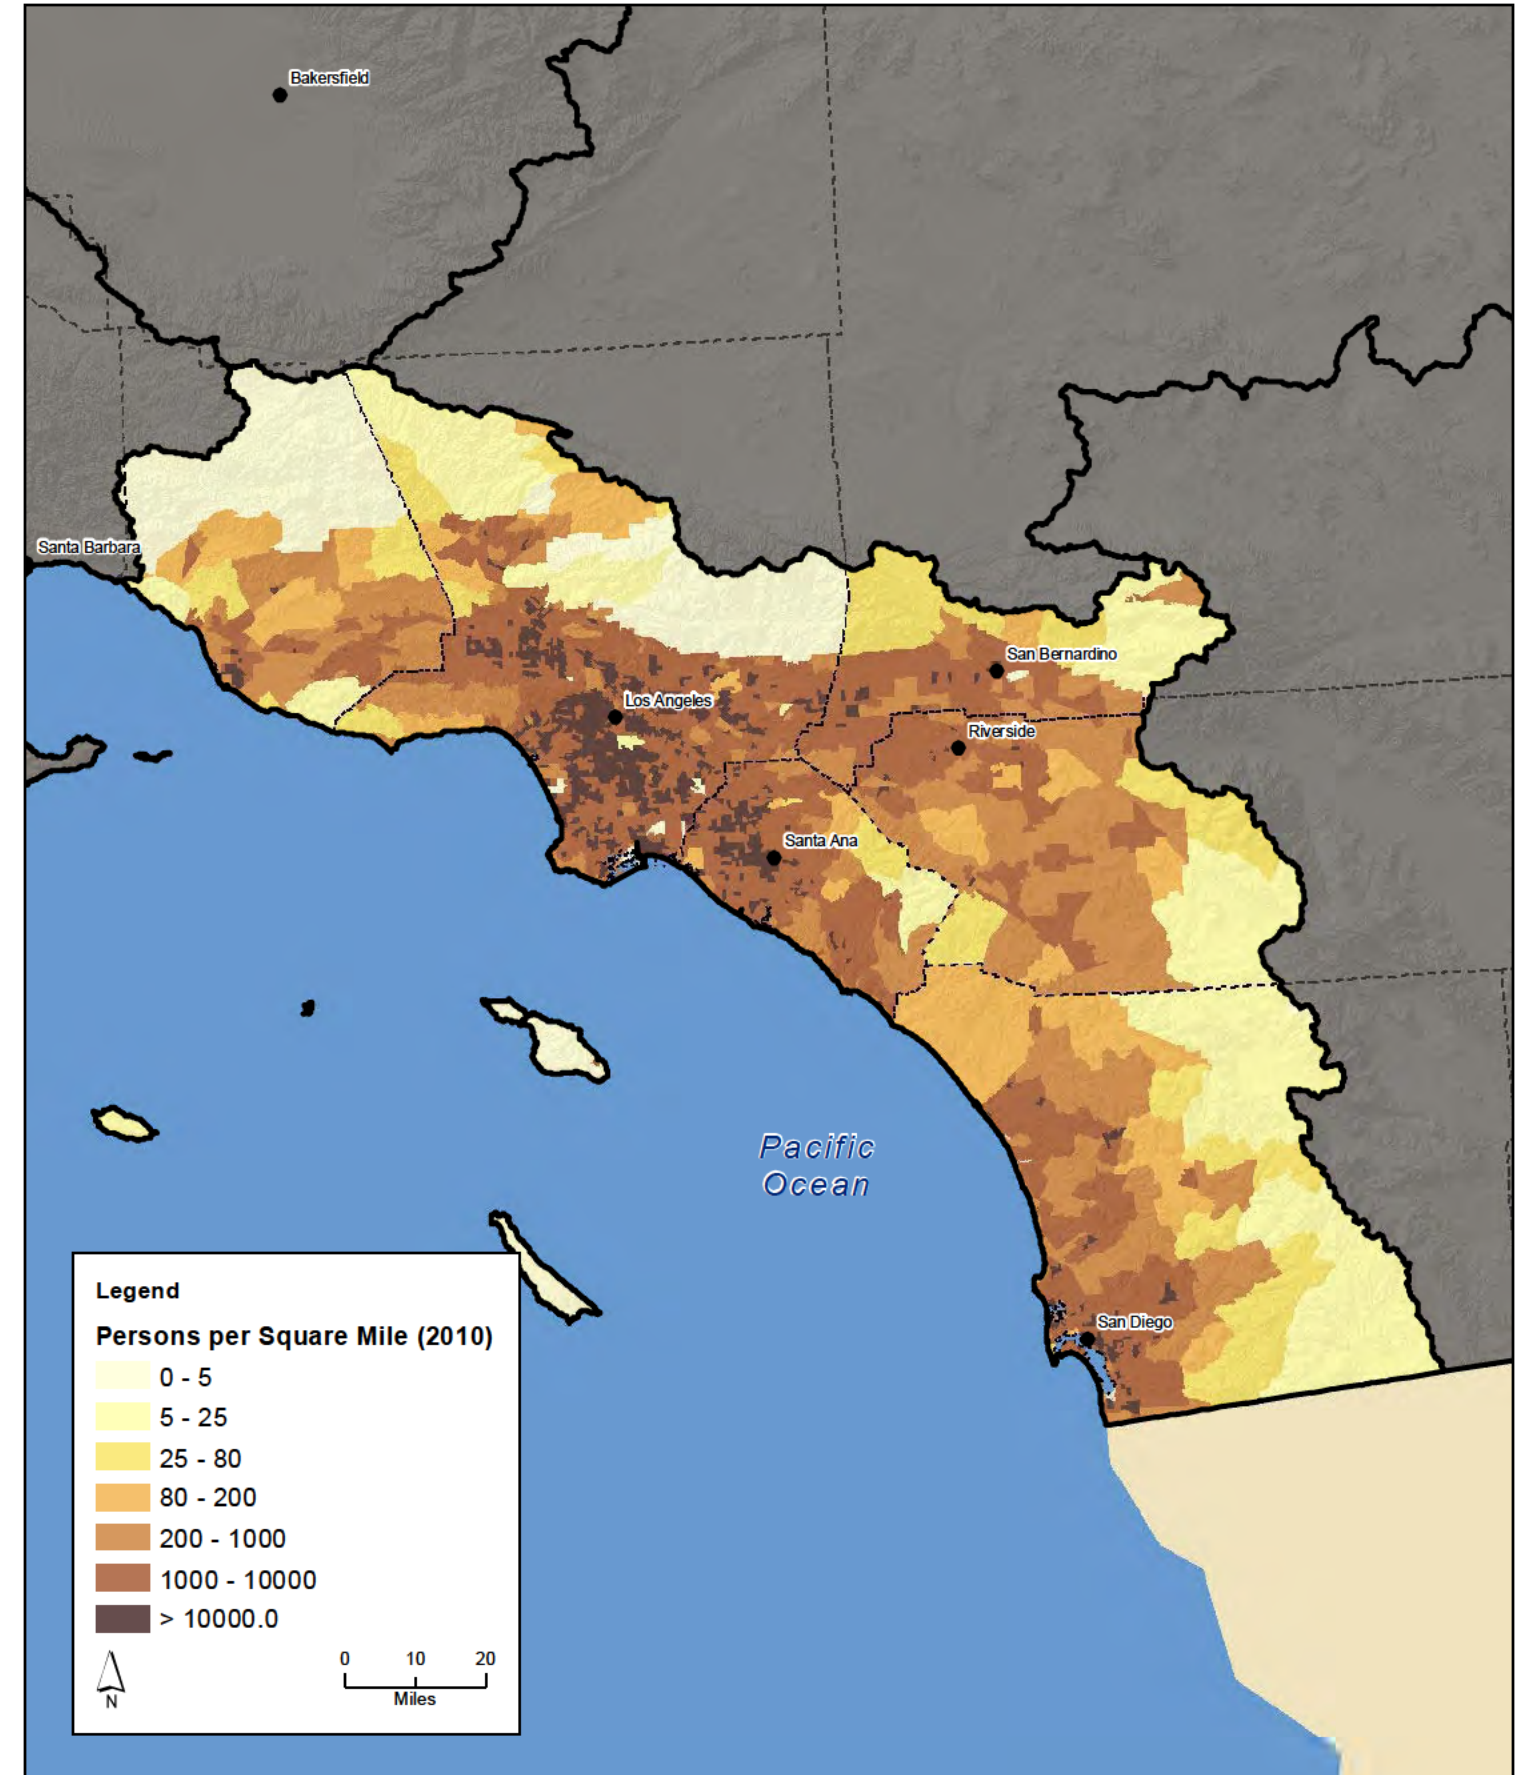 Bakersfield
Santa Barbara
San Bernardino
Los Angeles
Riverside
Santa Ana
Pacific
Ocean
San Diego
Legend
Persons per Square Mile (2010)
0 - 5
5 - 25
25 - 80
80 - 200
200 - 1000
1000 - 10000
> 10000.0
0 10 20
Miles
N